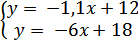 y = −1,1x + 12
y = −6x + 18